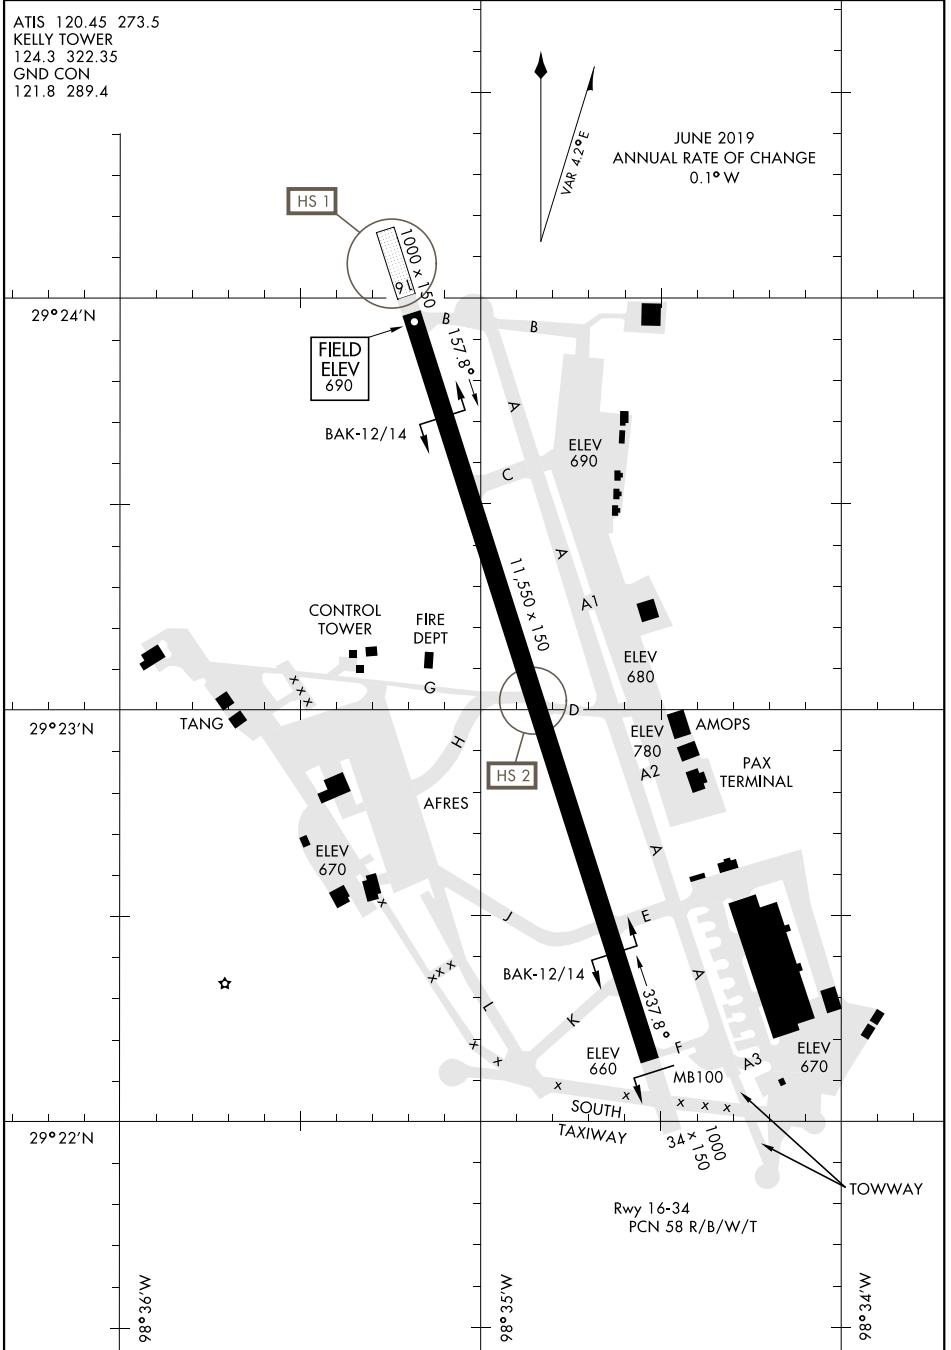 ATIS 120.45 273.5
KELLY TOWER
124.3 322.35
GND CON
121.8 289.4
VAR 4.2°E
JUNE 2019
ANNUAL RATE OF CHANGE
0.1° W
HS 1
1000 x 150
16
29°24'N
B
B
157.8°
FIELD
ELEV
690
A
BAK-12/14
ELEV
690
C
A
11,550 x 150
A1
CONTROL
TOWER
FIRE
DEPT
ELEV
680
G
29°23'N
TANG
D
AMOPS
H
ELEV
780
HS 2
A2
PAX
TERMINAL
AFRES
ELEV
670
A
J
E
BAK-12/14
A
337.8°
L
K
F
ELEV
660
A3
ELEV
670
MB100
x x x
x x x
x
x
x
x
x
x x x
SOUTH
TAXIWAY
29°22'N
34
1000
x 150
TOWWAY
Rwy 16-34
PCN 58 R/B/W/T
98°36'W
98°35'W
98°34'W